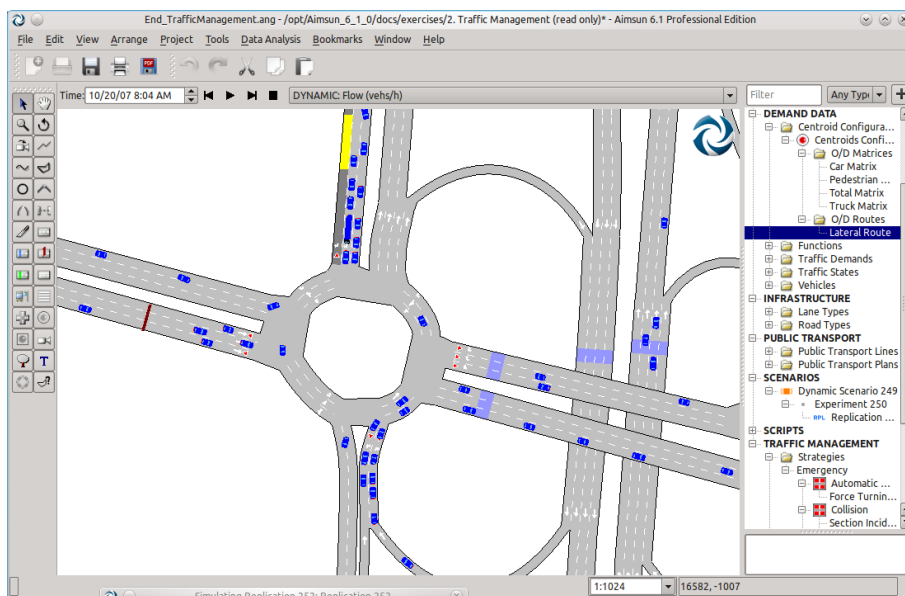 End_TrafficManagement.ang - /opt/Aimsun_6_1_0/docs/exercises/2. Traffic Management (read only)* - Aimsun 6.1 Professional Edition
File Edit View Arrange Project Tools Data Analysis Bookmarks Window Help
Time: 10/20/07 8:04 AM DYNAMIC: Flow (vehs/h) Filter Any Typ
DEMAND DATA
Centroid Configura...
Centroids Confi...
O/D Matrices
Car Matrix
Pedestrian ...
Total Matrix
Truck Matrix
O/D Routes
Lateral Route
Functions
Traffic Demands
Traffic States
Vehicles
INFRASTRUCTURE
Lane Types
Road Types
PUBLIC TRANSPORT
Public Transport Lines
Public Transport Plans
SCENARIOS
Dynamic Scenario 249
Experiment 250
RPL Replication ...
SCRIPTS
TRAFFIC MANAGEMENT
Strategies
Emergency
Automatic ...
Force Turnin...
Collision
Section Incid...
1:1024 16582, -1007